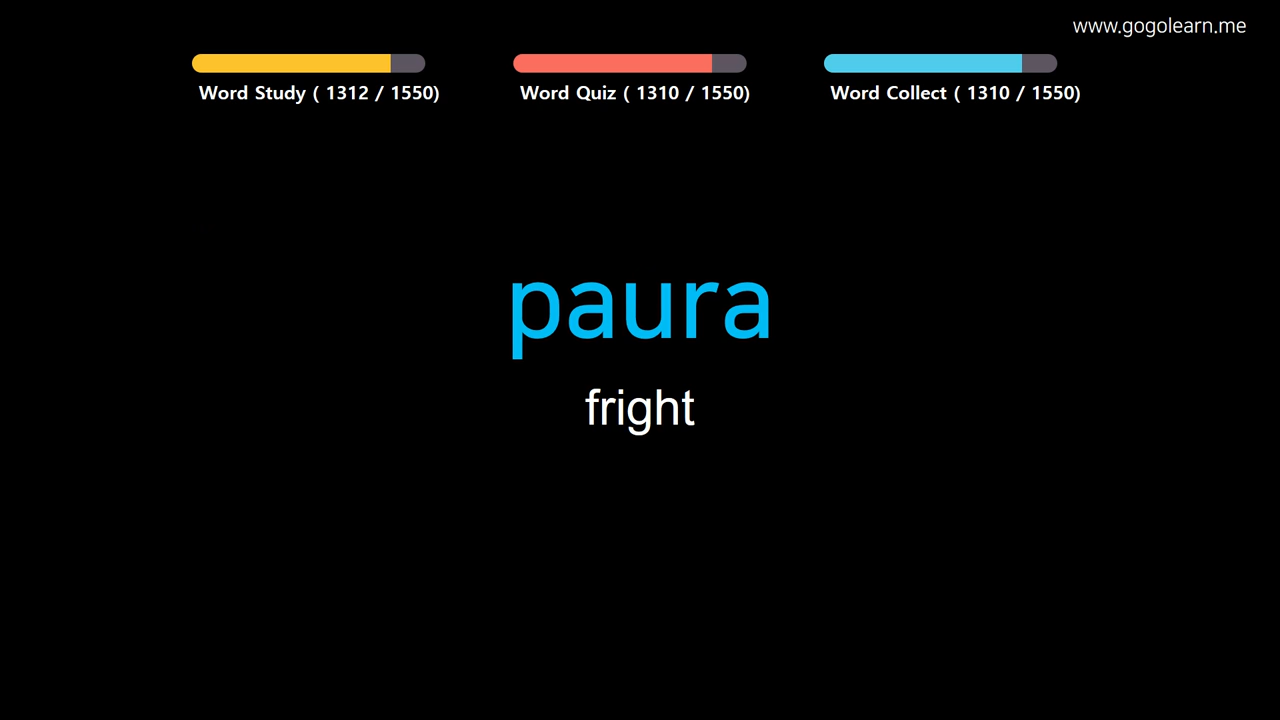 www.gogolearn.me
Word Study ( 1312 / 1550)
Word Quiz ( 1310 / 1550)
Word Collect ( 1310 / 1550)
paura
fright